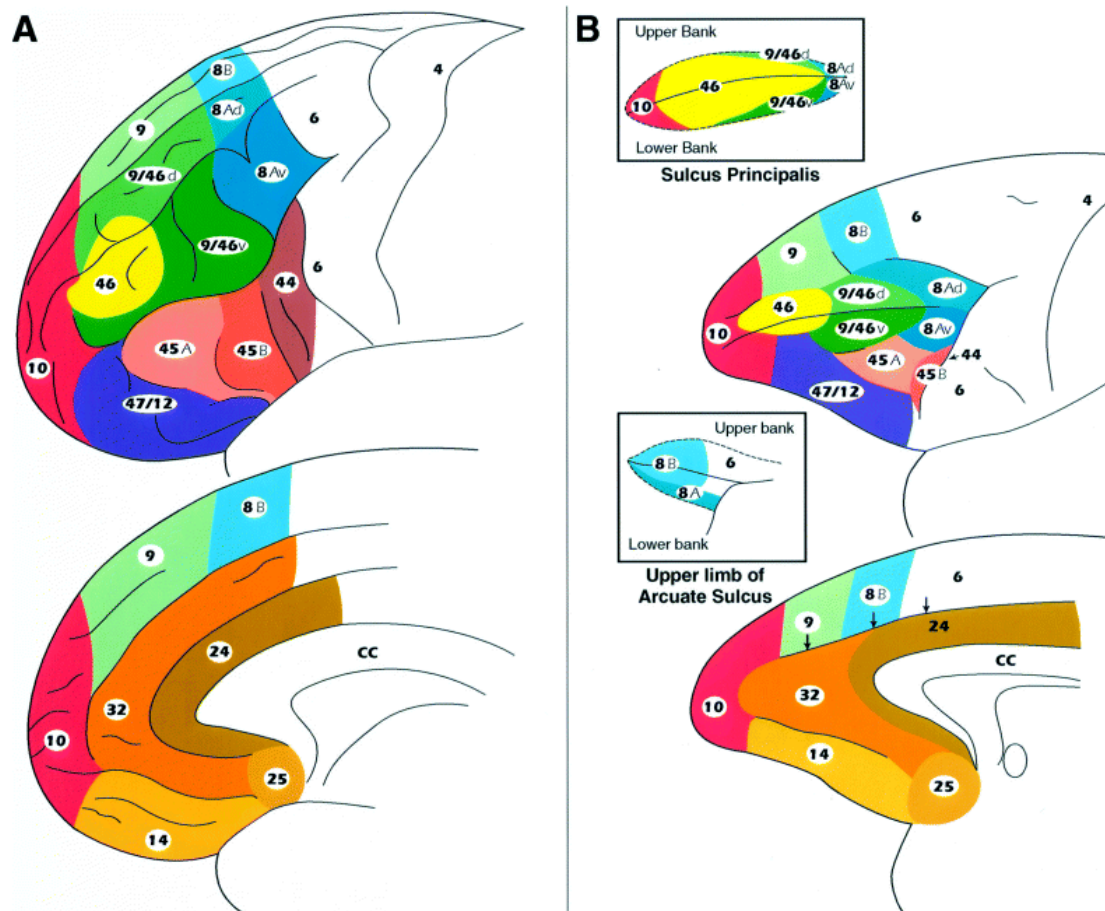 A
8B
4
8Ad
6
9
9/46d
8Av
9/46v
46
44
6
45A
45B
10
47/12
8B
9
24
CC
32
10
25
14
B
Upper Bank
9/46d
8Ad
46
8Av
10
9/46v
Lower Bank
Sulcus Principalis
4
6
8B
9
8Ad
9/46d
46
9/46v
8Av
10
44
45A
45B
6
47/12
Upper bank
8B
6
8A
Lower bank
Upper limb of
Arcuate Sulcus
6
8B
9
24
CC
32
10
14
25